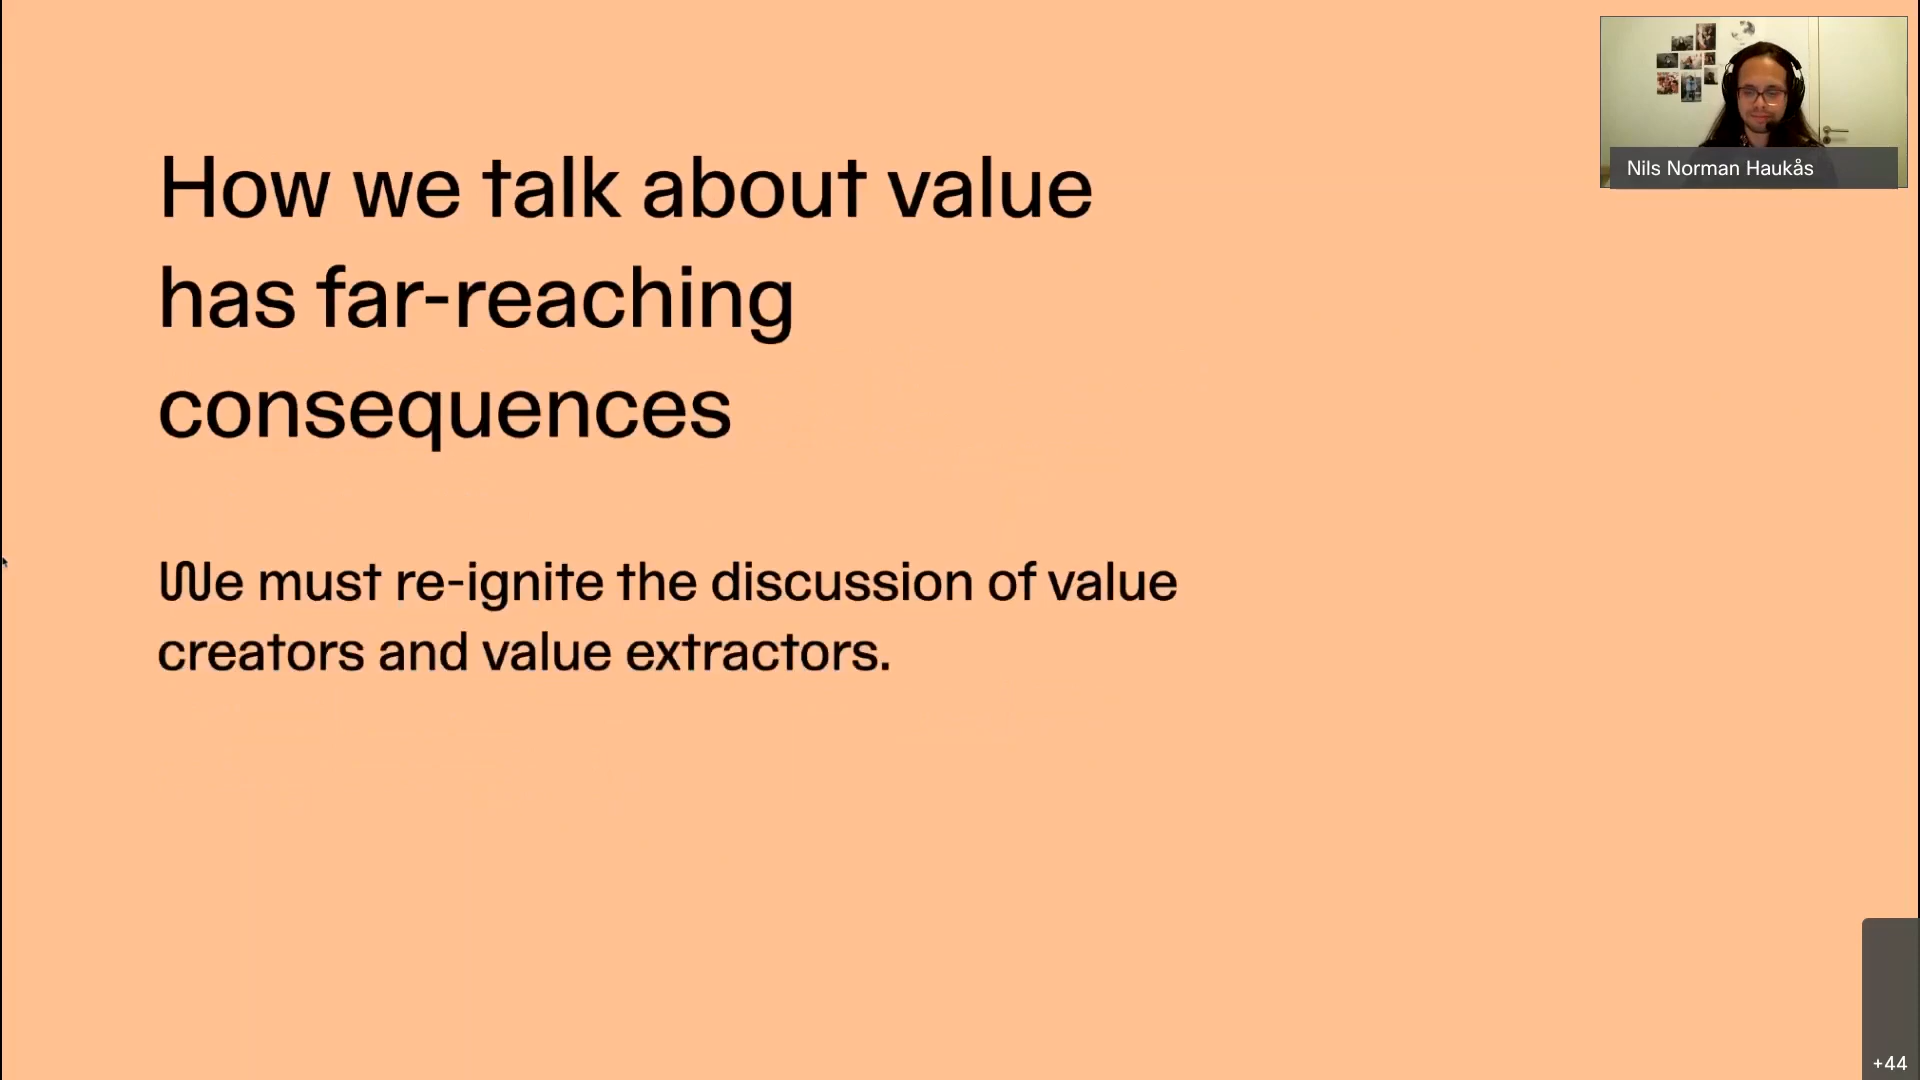 How we talk about value
has far-reaching
consequences
We must re-ignite the discussion of value
creators and value extractors.
Nils Norman Haukås
+44